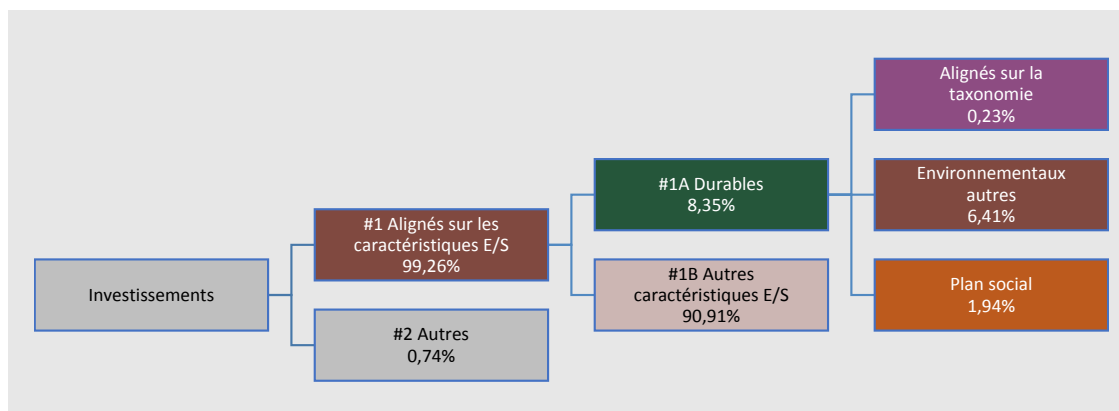 Investissements
#1 Alignés sur les
caractéristiques E/S
99,26%
#2 Autres
0,74%
#1A Durables
8,35%
#1B Autres
caractéristiques E/S
90,91%
Alignés sur la
taxonomie
0,23%
Environnementaux
autres
6,41%
Plan social
1,94%